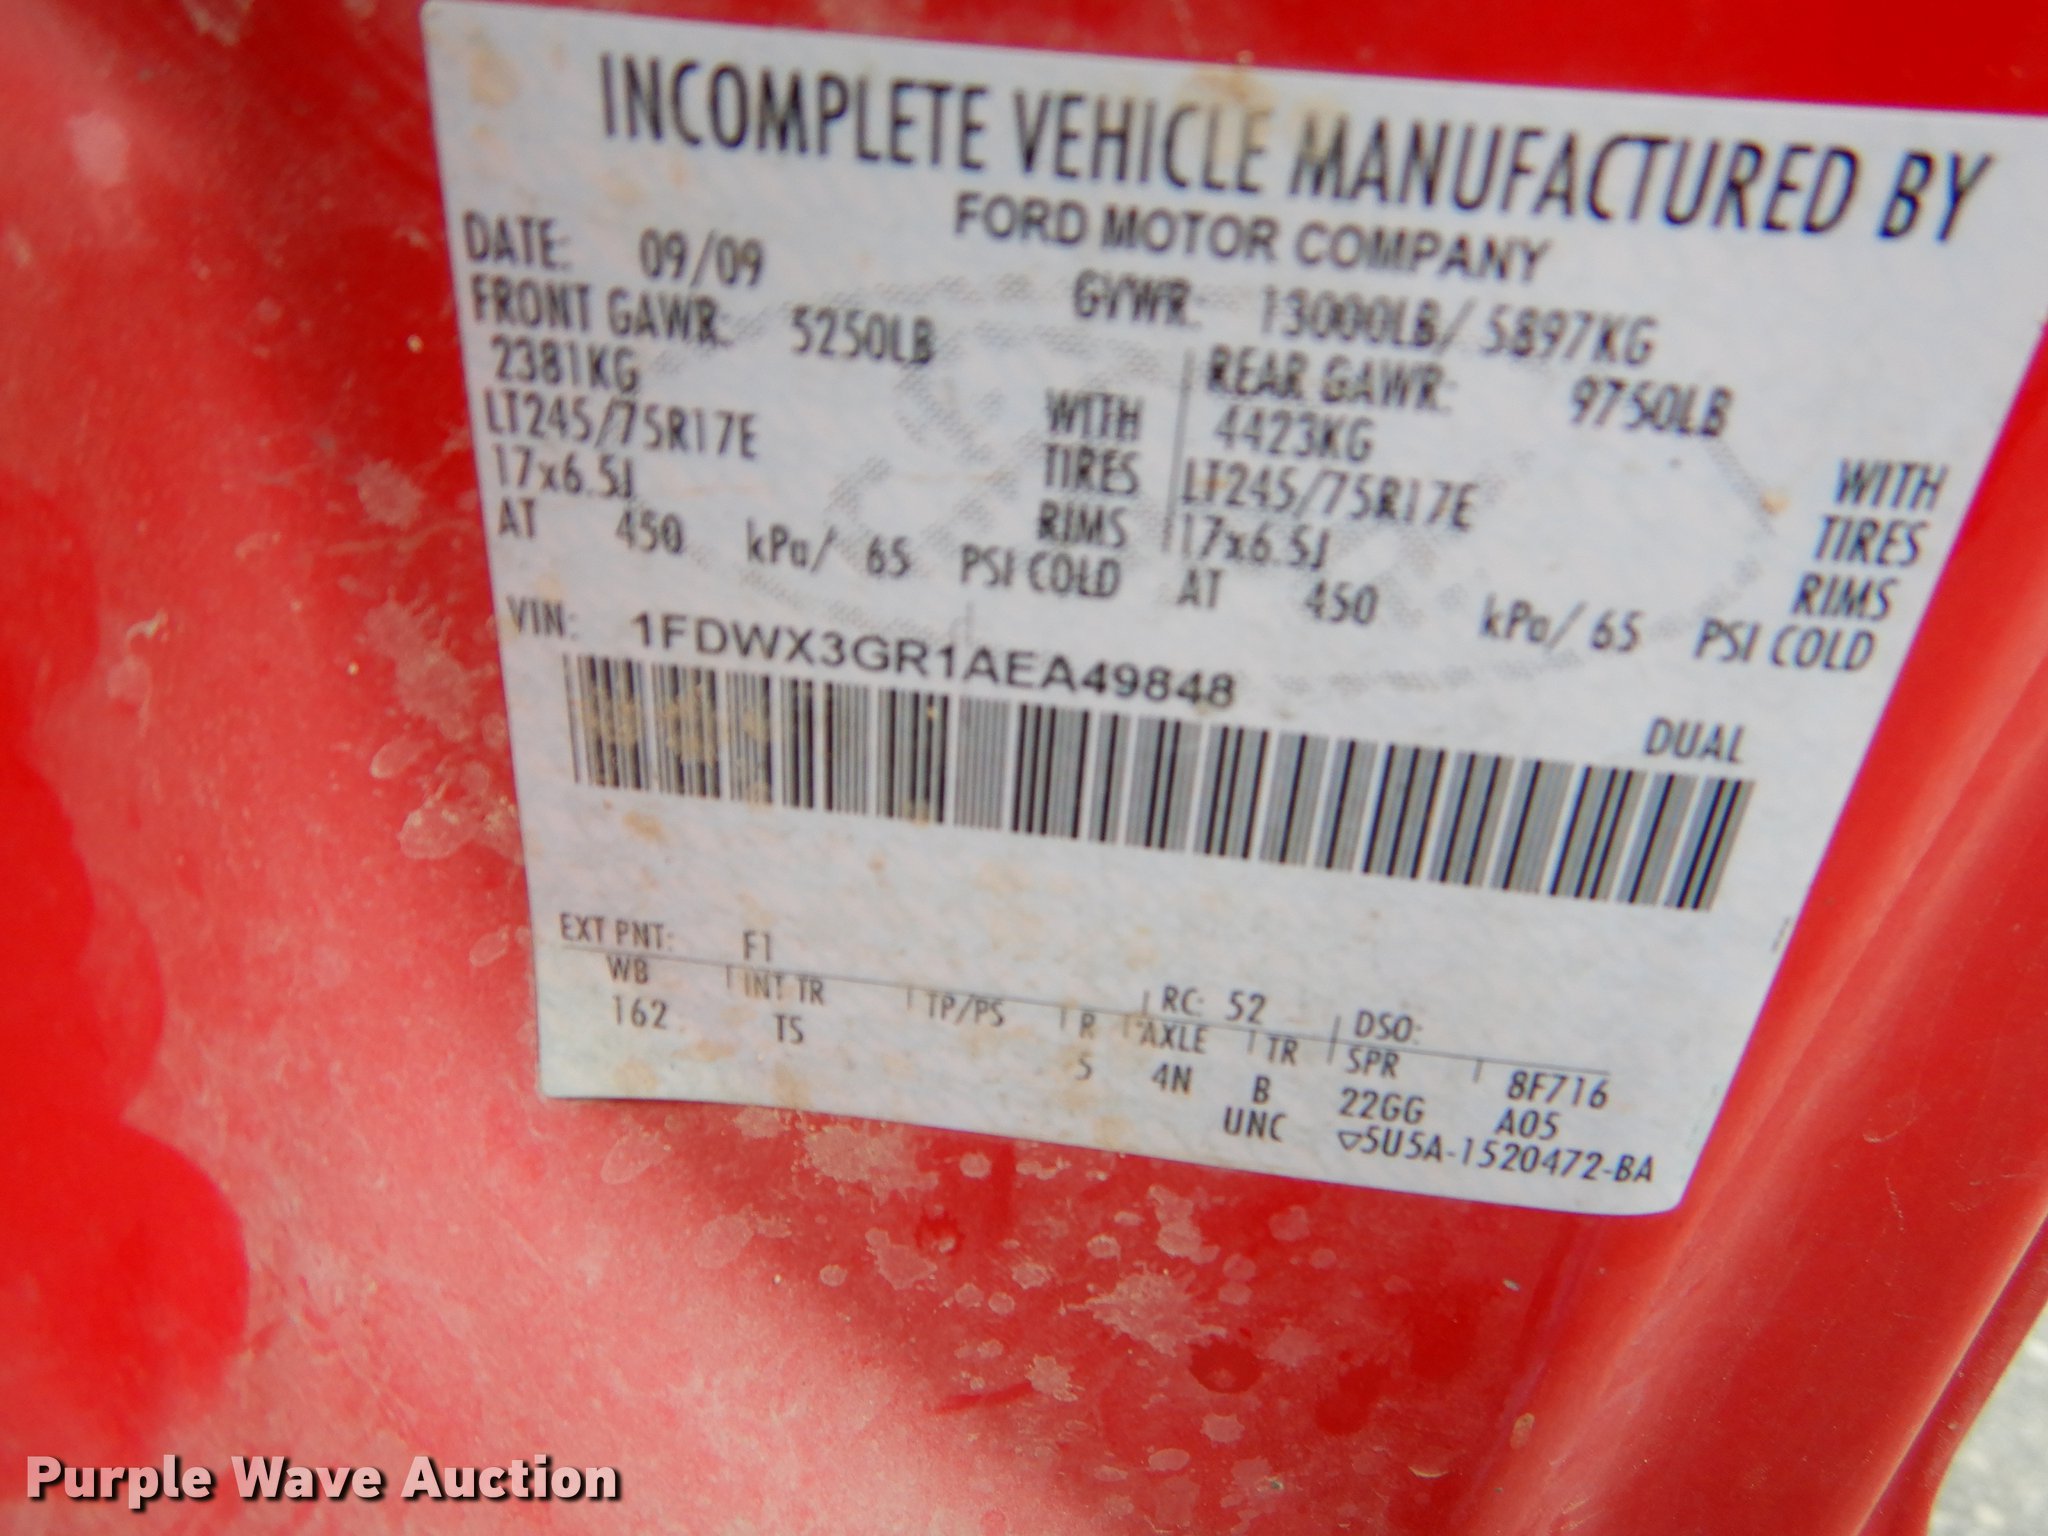 INCOMPLETE VEHICLE MANUFACTURED BY
FORD MOTOR COMPANY
DATE: 09/09 GVWR: 13000LB/ 5897KG
FRONT GAWR: 5250LB REAR GAWR: 9750LB
2381KG WITH 4423KG WITH
LT245/75R17E TIRES LT245/75R17E TIRES
17x6.5J RIMS 17x6.5J RIMS
AT 450 kPa/ 65 PSI COLD AT 450 kPa/ 65 PSI COLD
VIN: 1FDWX3GR1AEA49848
DUAL
EXT PNT: F1 RC: 52 DSO:
WB INT TR TP/PS R AXLE TR SPR 8F716
162 TS 5 4N B 22GG A05
UNC ▽5U5A-1520472-BA
Purple Wave Auction